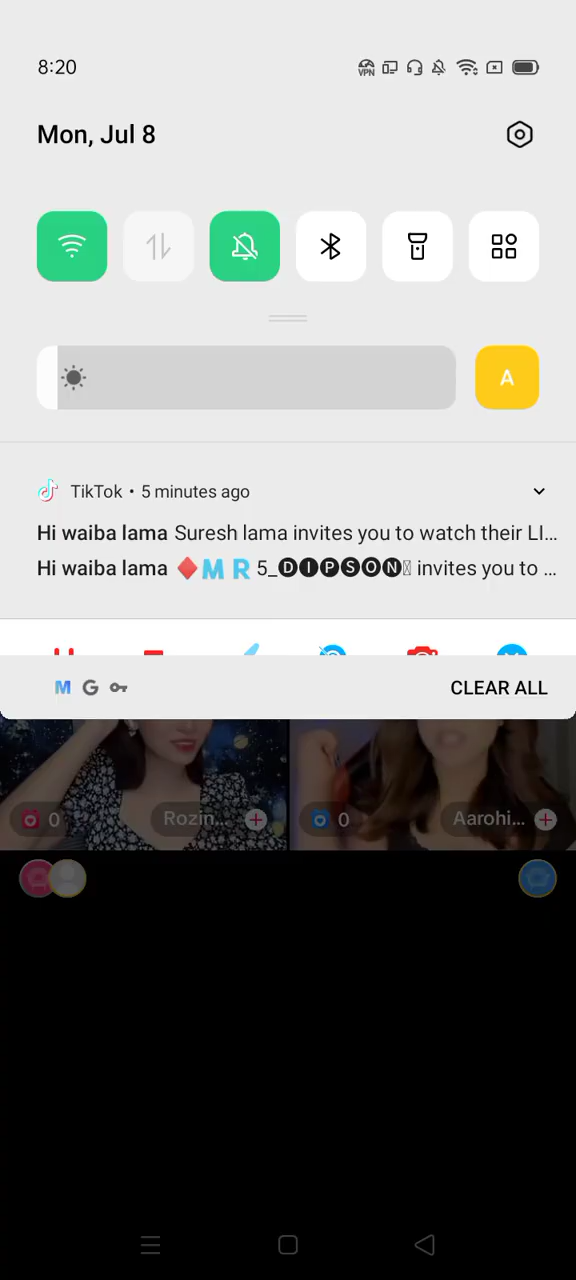 8:20
VPN
Mon, Jul 8
A
TikTok • 5 minutes ago
Hi waiba lama Suresh lama invites you to watch their LI...
Hi waiba lama ♦️M R 5_🅓🅘🅟🅢🅞🅝 invites you to ...
M G
CLEAR ALL
0 Rozin... 0 Aarohi...